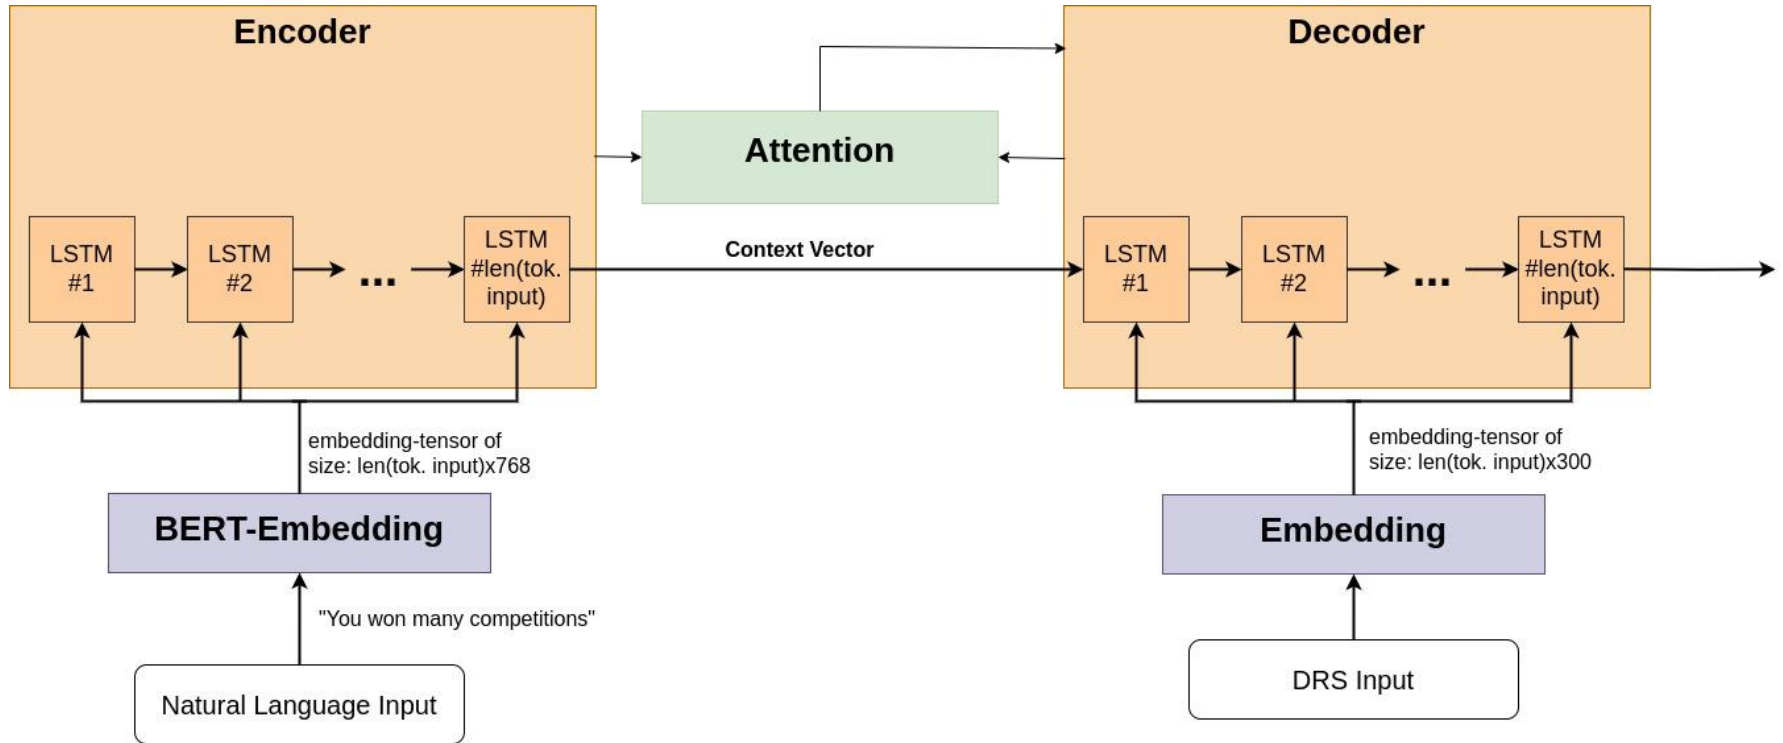 Encoder
Decoder
Attention
LSTM
#1
LSTM
#2
...
LSTM
#len(tok.
input)
Context Vector
LSTM
#1
LSTM
#2
...
LSTM
#len(tok.
input)
embedding-tensor of
size: len(tok. input)x768
embedding-tensor of
size: len(tok. input)x300
BERT-Embedding
Embedding
"You won many competitions"
Natural Language Input
DRS Input